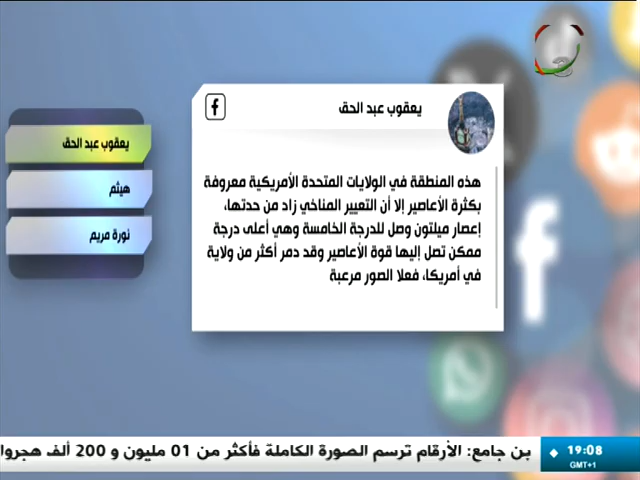 يعقوب عبد الحق
هذه المنطقة في الولايات المتحدة الأمريكية معروفة
بكثرة الأعاصير إلا أن التعيير المناخي زاد من حدتها،
إعصار ميلتون وصل للدرجة الخامسة وهي أعلى درجة
ممكن تصل إليها قوة الأعاصير وقد دمر أكثر من ولاية
في أمريكا، فعلا الصور مرعبة
يعقوب عبد الحق
هيثم
نورة مريم
19:08
GMT+1
بن جامع: الأرقام ترسم الصورة الكاملة فأكثر من 01 مليون و 200 ألف هجروا